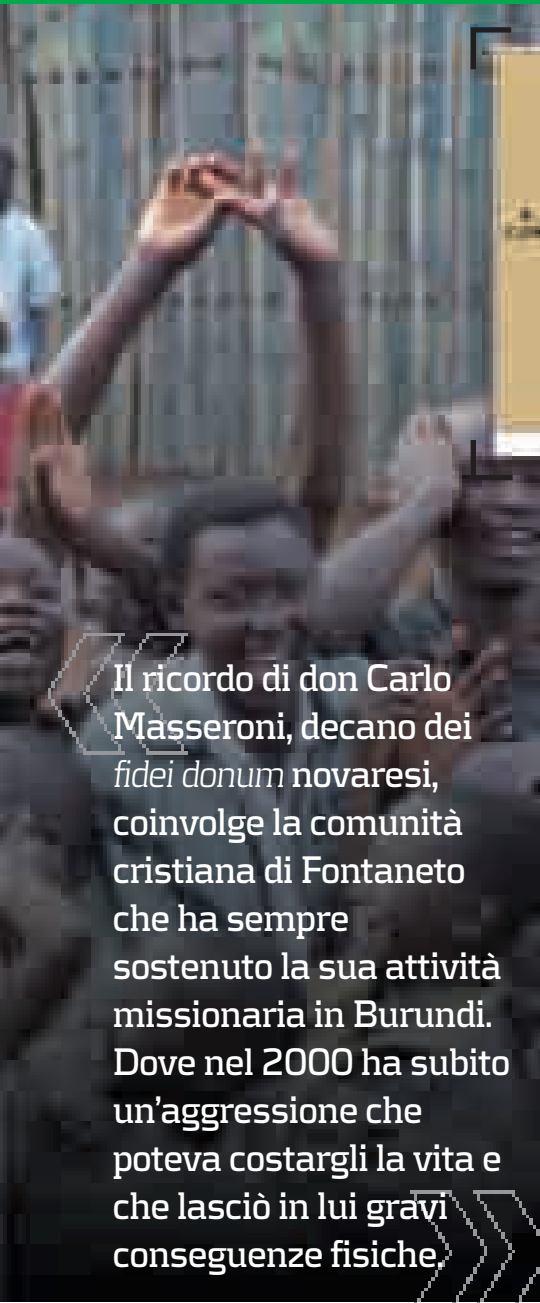 Il ricordo di don Carlo
Masseroni, decano dei
fidei donum novaresi,
coinvolge la comunità
cristiana di Fontaneto
che ha sempre
sostenuto la sua attività
missionaria in Burundi.
Dove nel 2000 ha subito
un’aggressione che
poteva costargli la vita e
che lasciò in lui gravi
conseguenze fisiche.